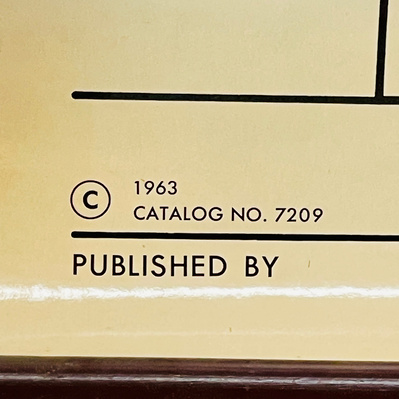 © 1963
CATALOG NO. 7209
PUBLISHED BY